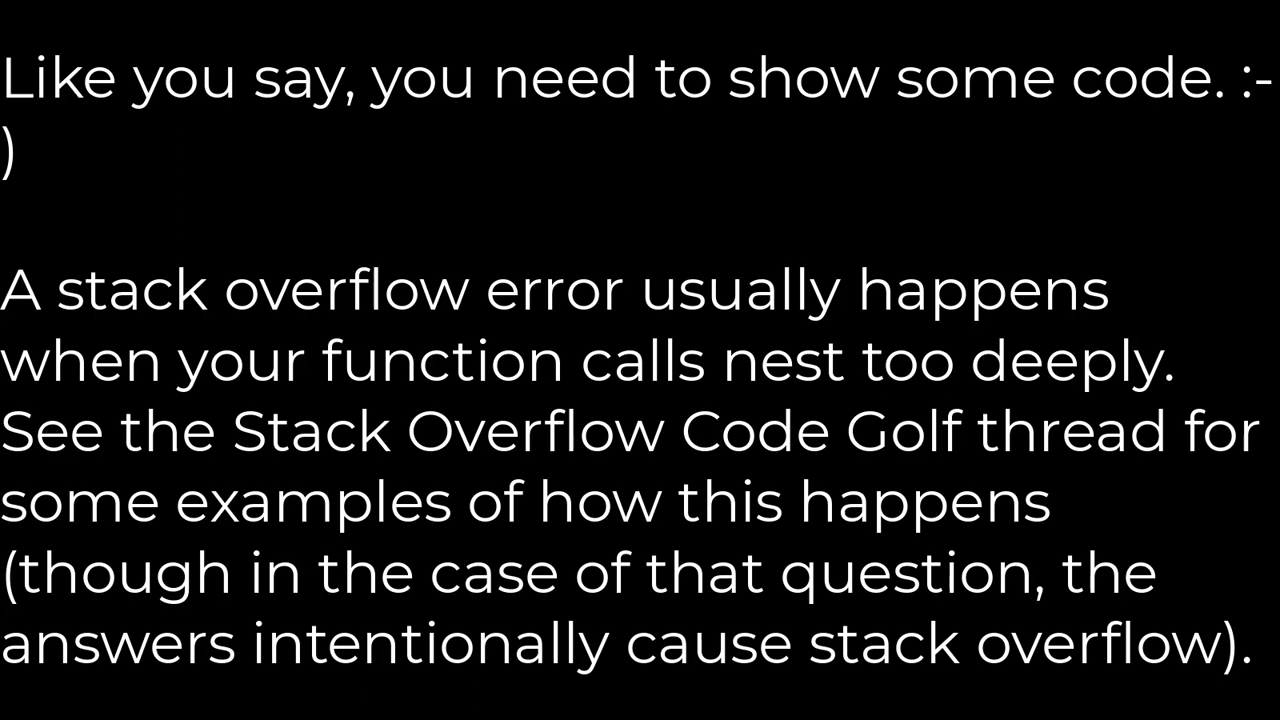 Like you say, you need to show some code. :-
)
A stack overflow error usually happens
when your function calls nest too deeply.
See the Stack Overflow Code Golf thread for
some examples of how this happens
(though in the case of that question, the
answers intentionally cause stack overflow).